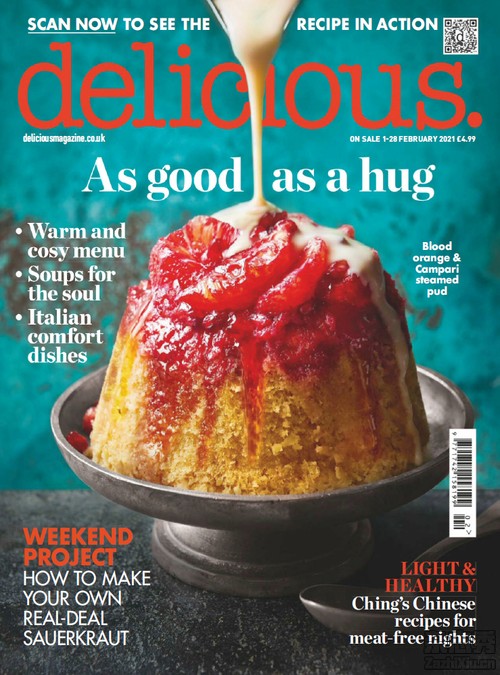 SCAN NOW TO SEE THE RECIPE IN ACTION
delicious.
deliciousmagazine.co.uk
ON SALE 1-28 FEBRUARY 2021 £4.99
As good as a hug
• Warm and
cosy menu
• Soups for
the soul
• Italian
comfort
dishes
Blood
orange &
Campari
steamed
pud
WEEKEND
PROJECT
HOW TO MAKE
YOUR OWN
REAL-DEAL
SAUERKRAUT
LIGHT &
HEALTHY
Ching's Chinese
recipes for
meat-free nights